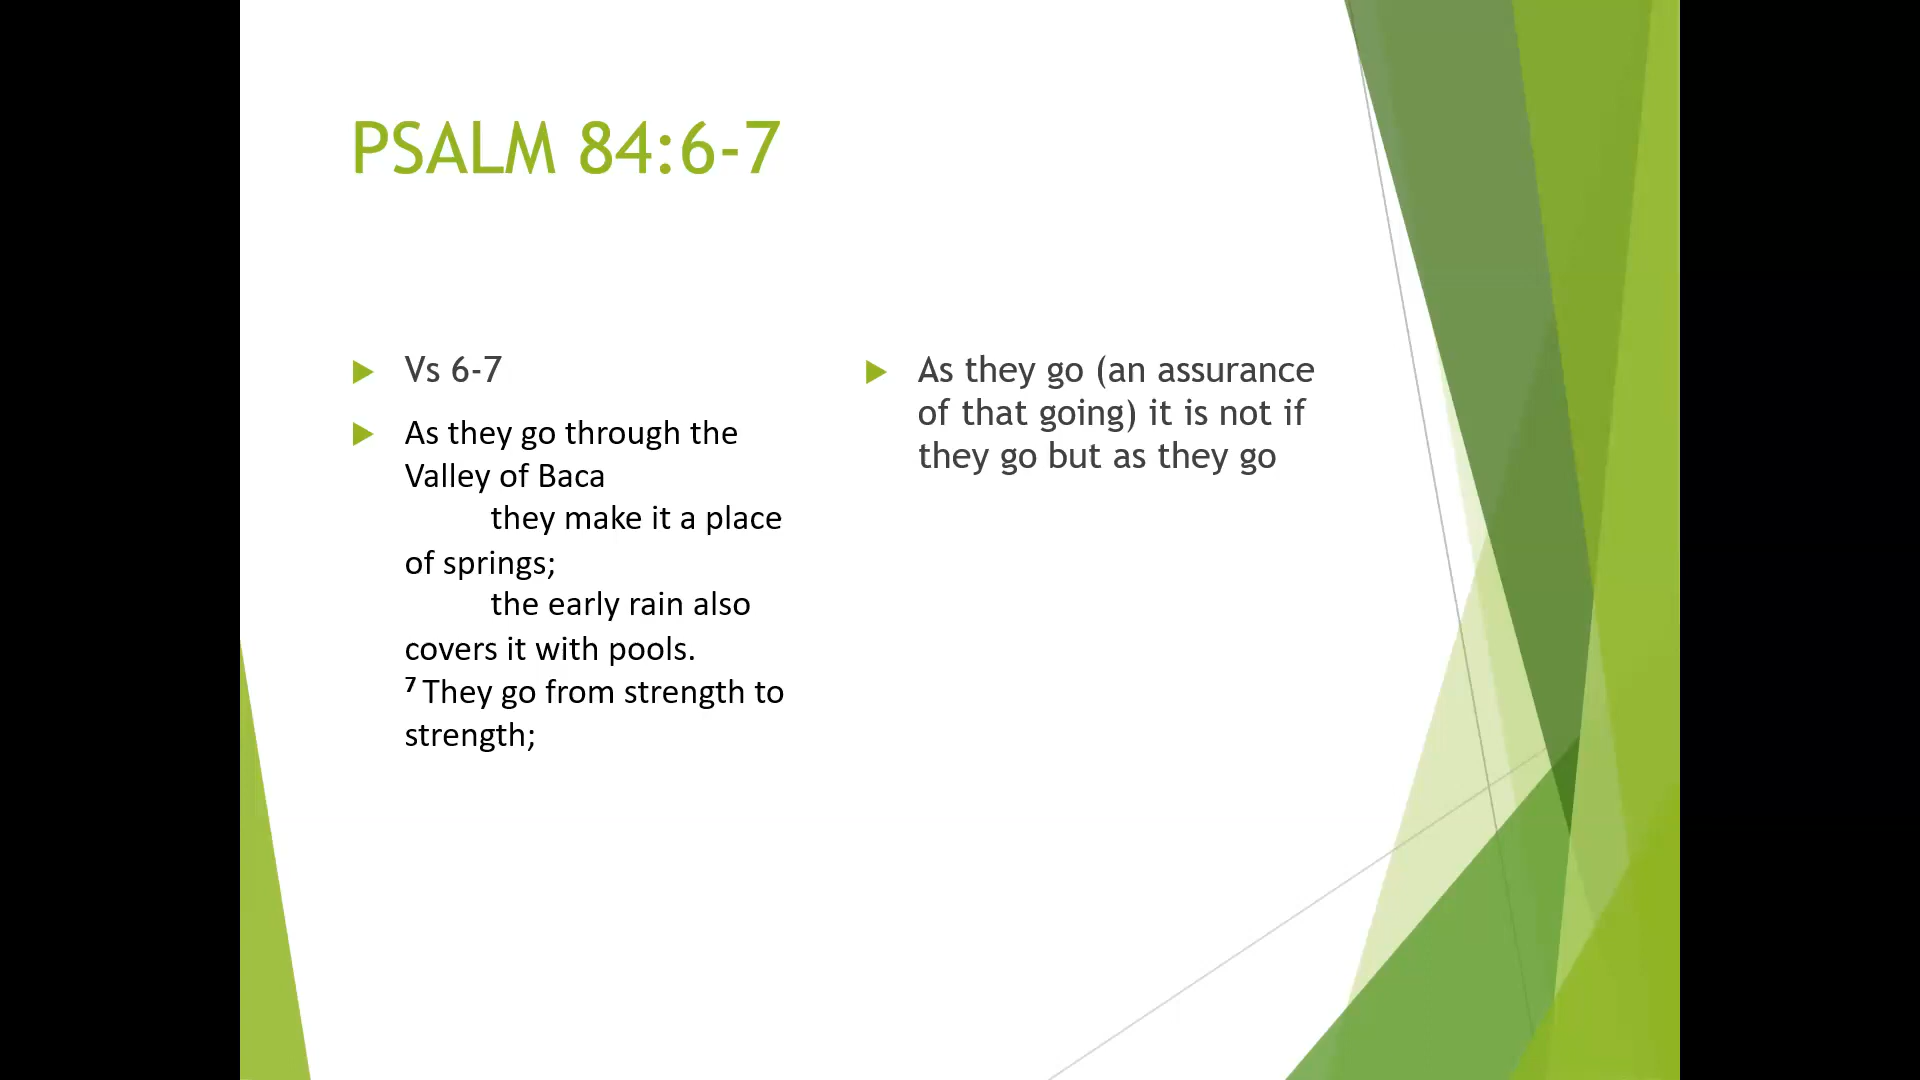 PSALM 84:6-7
Vs 6-7
As they go through the
Valley of Baca
they make it a place
of springs;
the early rain also
covers it with pools.
7 They go from strength to
strength;
As they go (an assurance
of that going) it is not if
they go but as they go